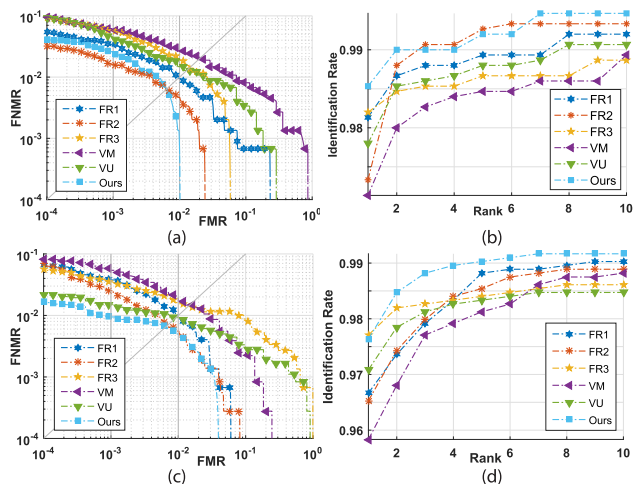 10-1
10-2
10-3
10-4
FNMR
FR1
FR2
FR3
VM
VU
Ours
10-4 10-3 10-2 10-1 100
FMR
(a)
0.99
0.98
Identification Rate
FR1
FR2
FR3
VM
VU
Ours
2 4 6 8 10
Rank
(b)
10-1
10-2
10-3
10-4
FNMR
FR1
FR2
FR3
VM
VU
Ours
10-4 10-3 10-2 10-1 100
FMR
(c)
0.99
0.98
0.97
0.96
Identification Rate
FR1
FR2
FR3
VM
VU
Ours
2 4 6 8 10
Rank
(d)